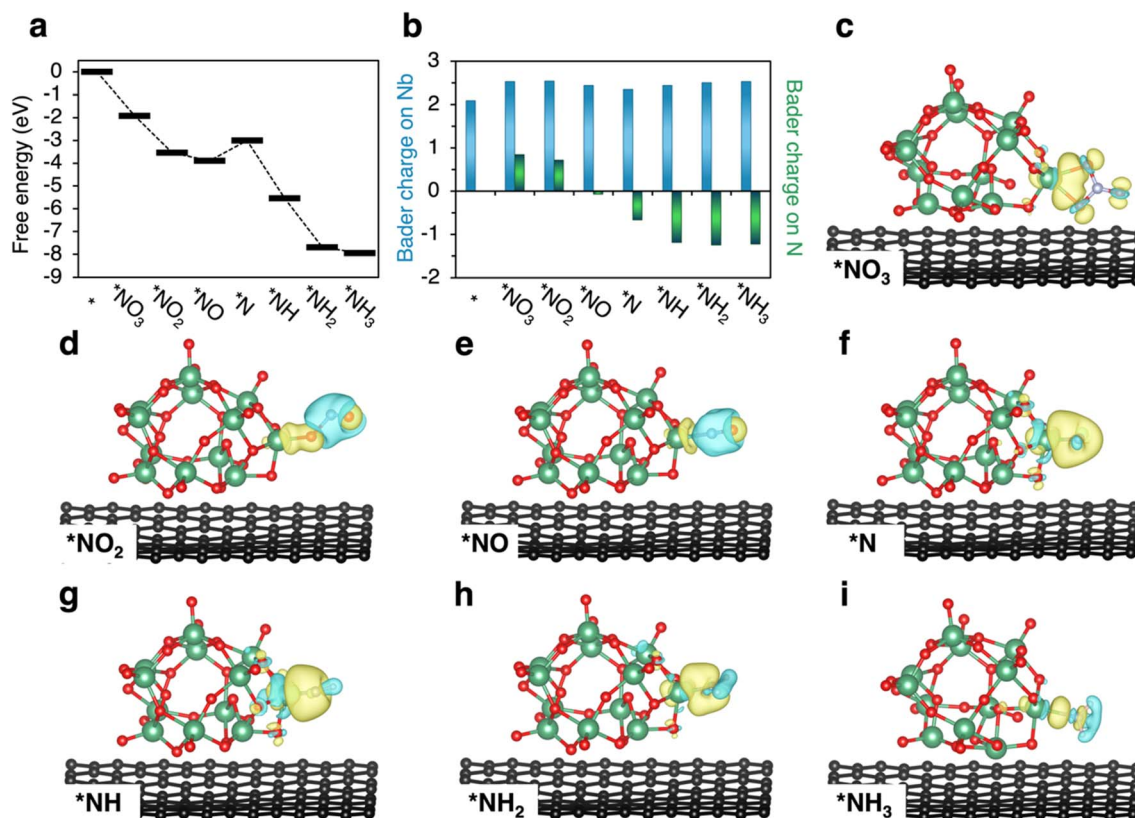 a
Free energy (eV)
0
-1
-2
-3
-4
-5
-6
-7
-8
-9
* *NO₃ *NO₂ *NO *N *NH *NH₂ *NH₃
b
Bader charge on Nb
3
2
1
0
-1
-2
Bader charge on N
* *NO₃ *NO₂ *NO *N *NH *NH₂ *NH₃
c
*NO₃
d
*NO₂
e
*NO
f
*N
g
*NH
h
*NH₂
i
*NH₃